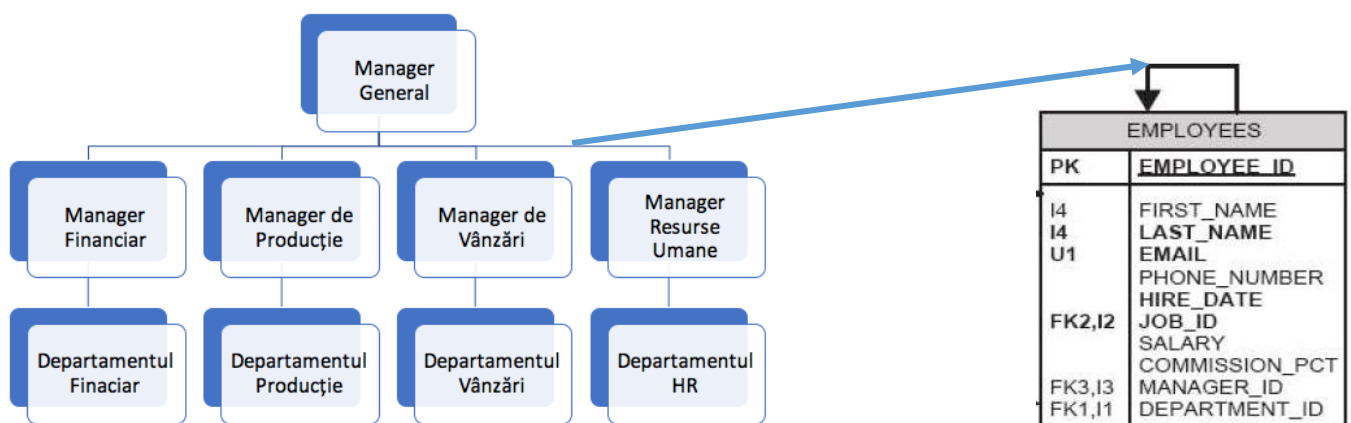 Manager
General
Manager
Financiar
Manager de
Producție
Manager de
Vânzări
Manager
Resurse
Umane
Departamentul
Finaciar
Departamentul
Producție
Departamentul
Vânzări
Departamentul
HR
EMPLOYEES
PK EMPLOYEE_ID
I4 FIRST_NAME
I4 LAST_NAME
U1 EMAIL
PHONE_NUMBER
HIRE_DATE
FK2,I2 JOB_ID
SALARY
COMMISSION_PCT
FK3,I3 MANAGER_ID
FK1,I1 DEPARTMENT_ID